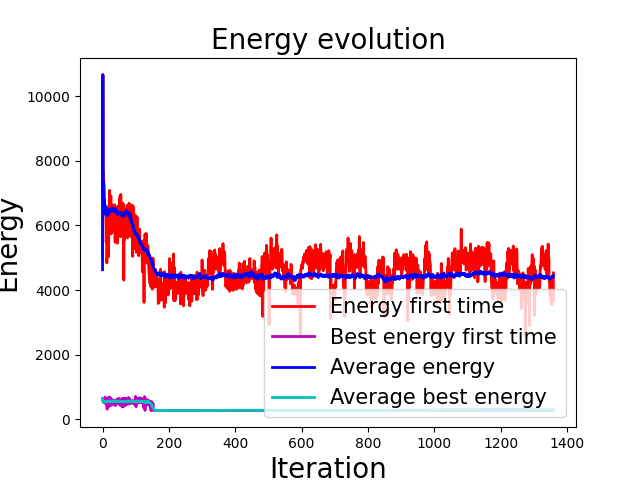 Energy evolution
Energy
10000
8000
6000
4000
2000
0
Energy first time
Best energy first time
Average energy
Average best energy
0 200 400 600 800 1000 1200 1400
Iteration